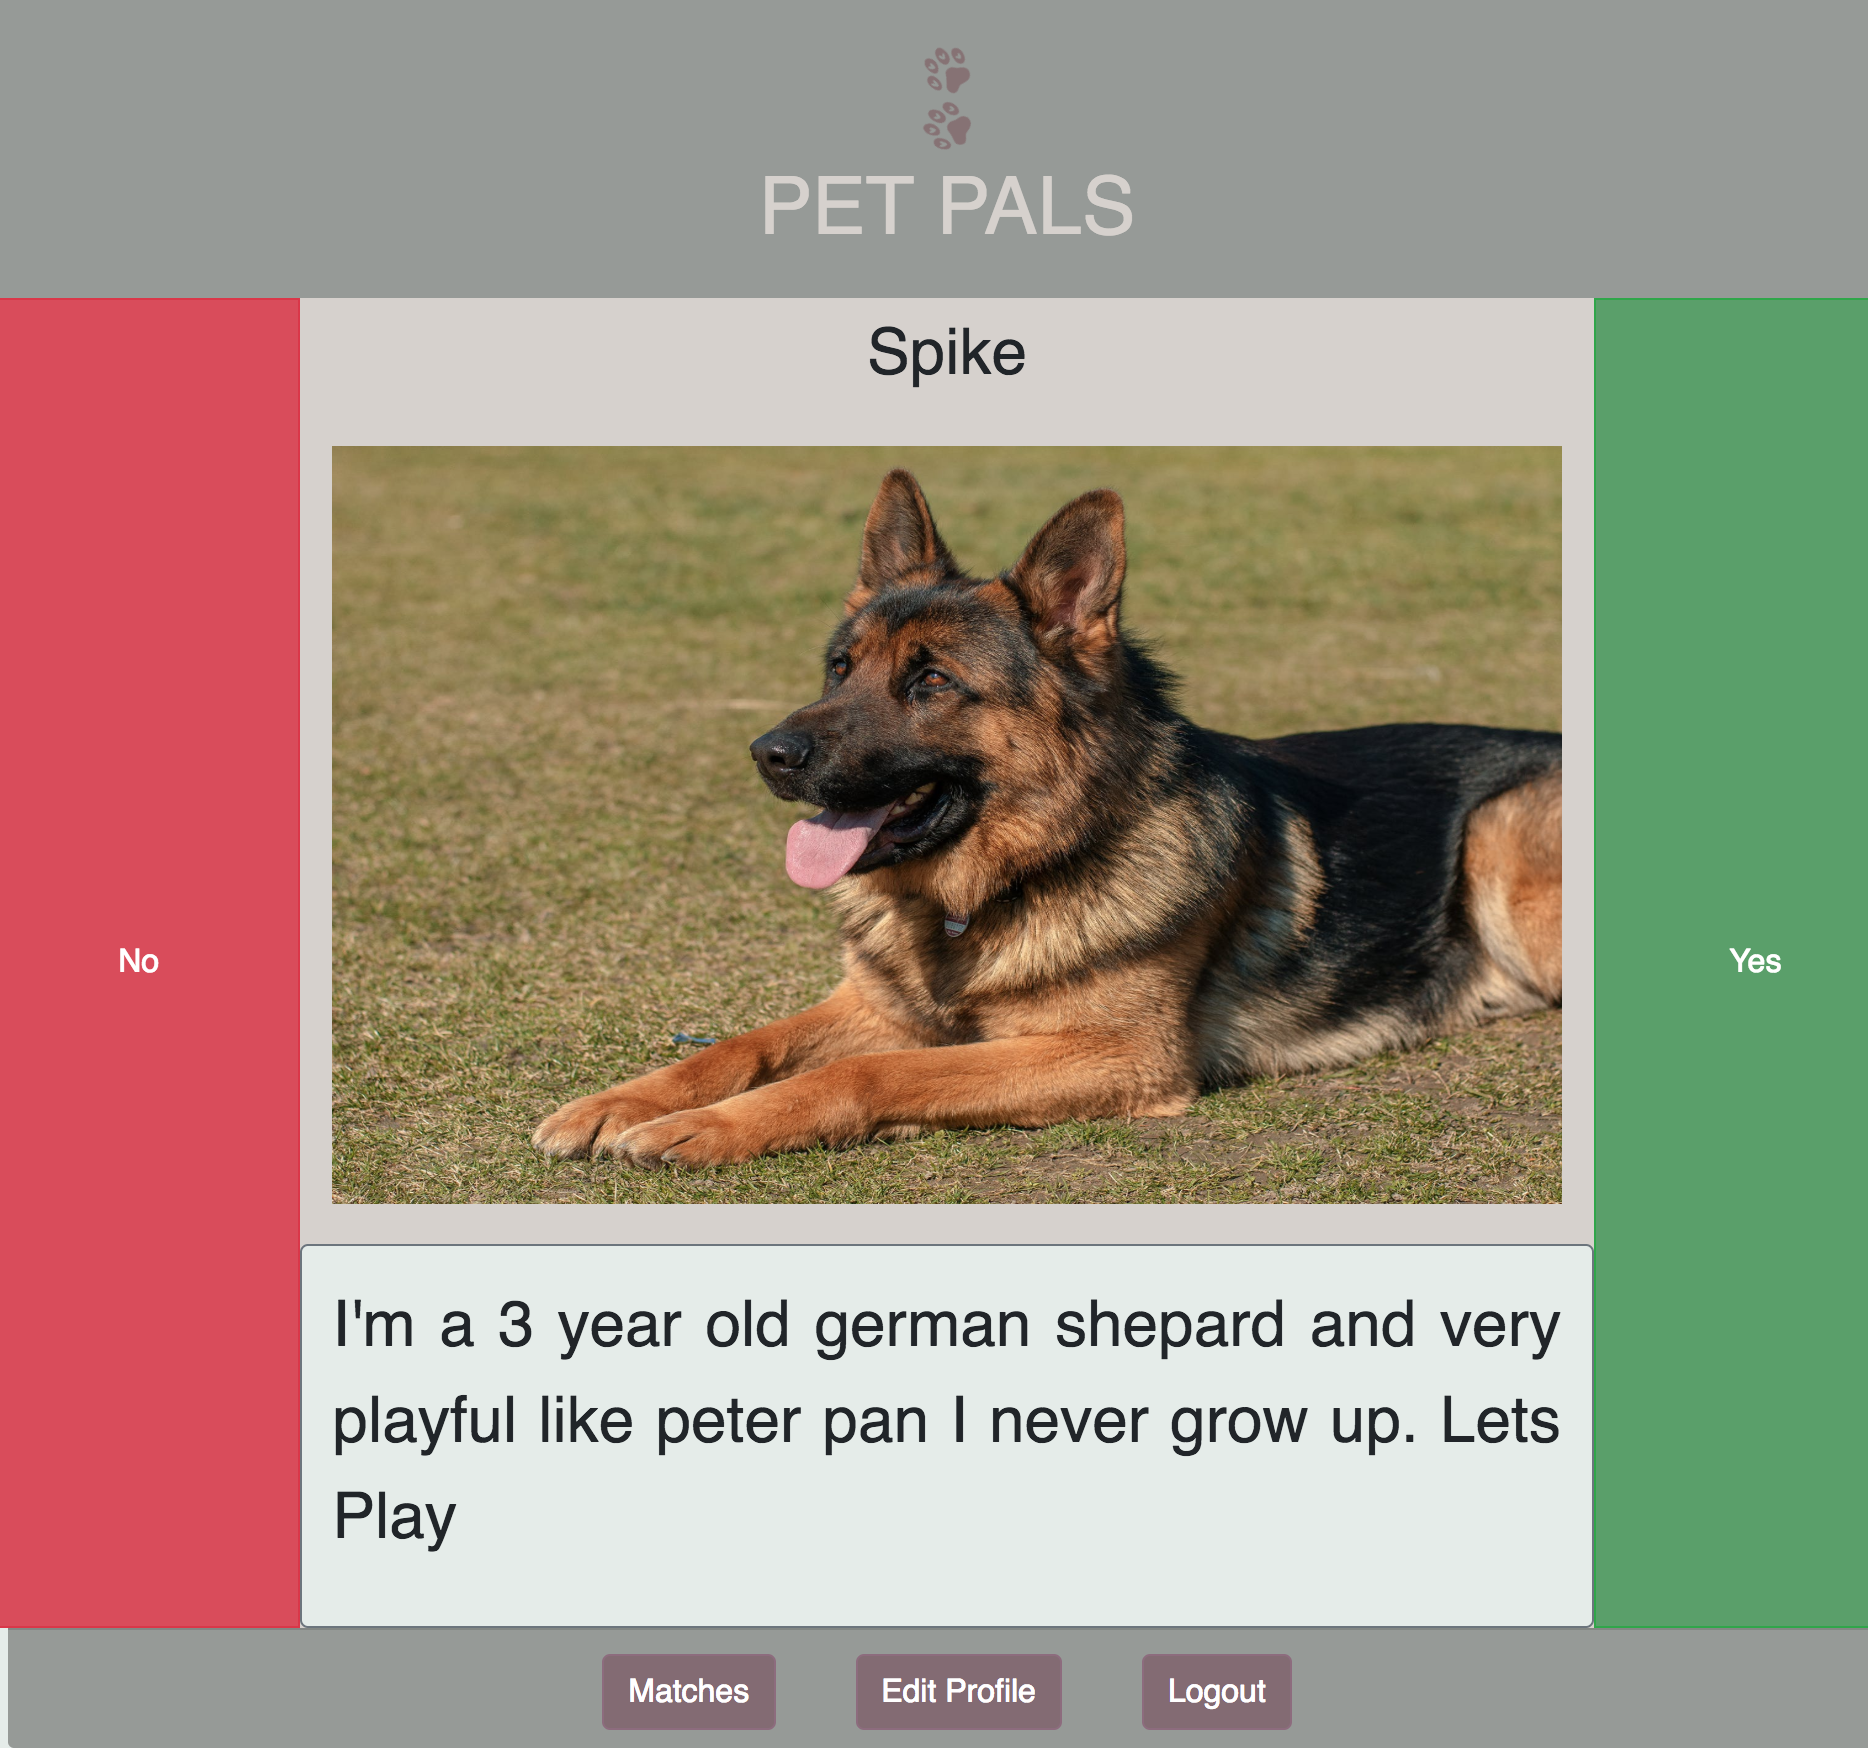 PET PALS
Spike
No
Yes
I'm a 3 year old german shepard and very
playful like peter pan I never grow up. Lets
Play
Matches
Edit Profile
Logout